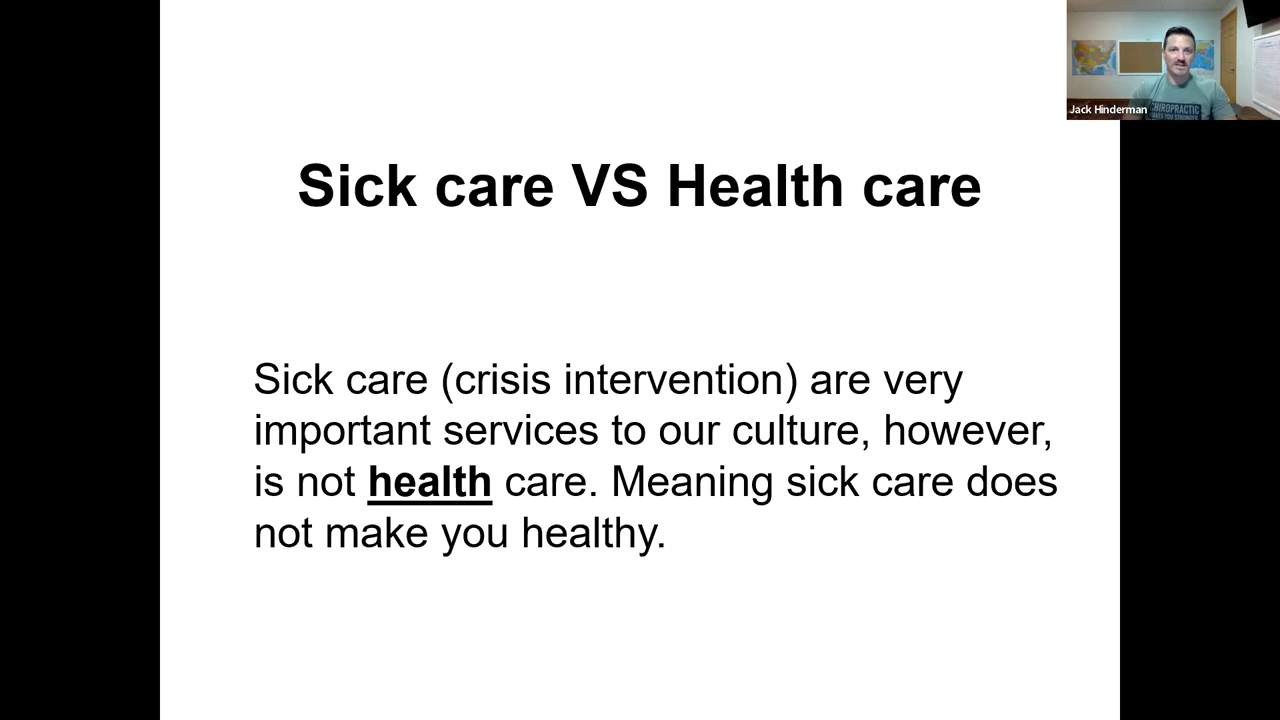 Sick care VS Health care
Sick care (crisis intervention) are very
important services to our culture, however,
is not health care. Meaning sick care does
not make you healthy.
Jack Hinderman
CHIROPRACTIC